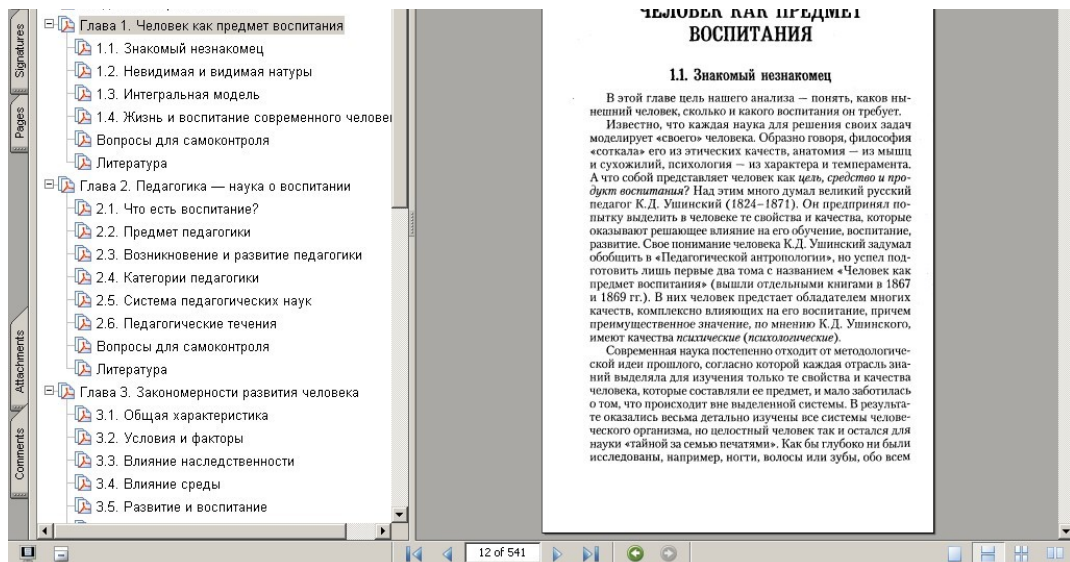 Signatures
Pages
Attachments
Comments
Глава 1. Человек как предмет воспитания
1.1. Знакомый незнакомец
1.2. Невидимая и видимая натуры
1.3. Интегральная модель
1.4. Жизнь и воспитание современного человек
Вопросы для самоконтроля
Литература
Глава 2. Педагогика — наука о воспитании
2.1. Что есть воспитание?
2.2. Предмет педагогики
2.3. Возникновение и развитие педагогики
2.4. Категории педагогики
2.5. Система педагогических наук
2.6. Педагогические течения
Вопросы для самоконтроля
Литература
Глава 3. Закономерности развития человека
3.1. Общая характеристика
3.2. Условия и факторы
3.3. Влияние наследственности
3.4. Влияние среды
3.5. Развитие и воспитание
ЧЕЛОВЕК КАК ПРЕДМЕТ
ВОСПИТАНИЯ
1.1. Знакомый незнакомец
В этой главе цель нашего анализа — понять, каков ны-
нешний человек, сколько и какого воспитания он требует.
Известно, что каждая наука для решения своих задач
моделирует «своего» человека. Образно говоря, философия
«соткала» его из этических качеств, анатомия — из мышц
и сухожилий, психология — из характера и темперамента.
А что собой представляет человек как цель, средство и про-
дукт воспитания? Над этим много думал великий русский
педагог К.Д. Ушинский (1824–1871). Он предпринял по-
пытку выделить в человеке те свойства и качества, которые
оказывают решающее влияние на его обучение, воспитание,
развитие. Свое понимание человека К.Д. Ушинский задумал
обобщить в «Педагогической антропологии», но успел под-
готовить лишь первые два тома с названием «Человек как
предмет воспитания» (вышли отдельными книгами в 1867
и 1869 гг.). В них человек предстает обладателем многих
качеств, комплексно влияющих на его воспитание, причем
преимущественное значение, по мнению К.Д. Ушинского,
имеют качества психические (психологические).
Современная наука постепенно отходит от методологиче-
ской идеи прошлого, согласно которой каждая отрасль зна-
ний выделяла для изучения только те свойства и качества
человека, которые составляли ее предмет, и мало заботилась
о том, что происходит вне выделенной системы. В результа-
те оказались весьма детально изучены все системы челове-
ческого организма, но целостный человек так и остался для
науки «тайной за семью печатями». Как бы глубоко ни были
исследованы, например, ногти, волосы или зубы, обо всем
12 of 541